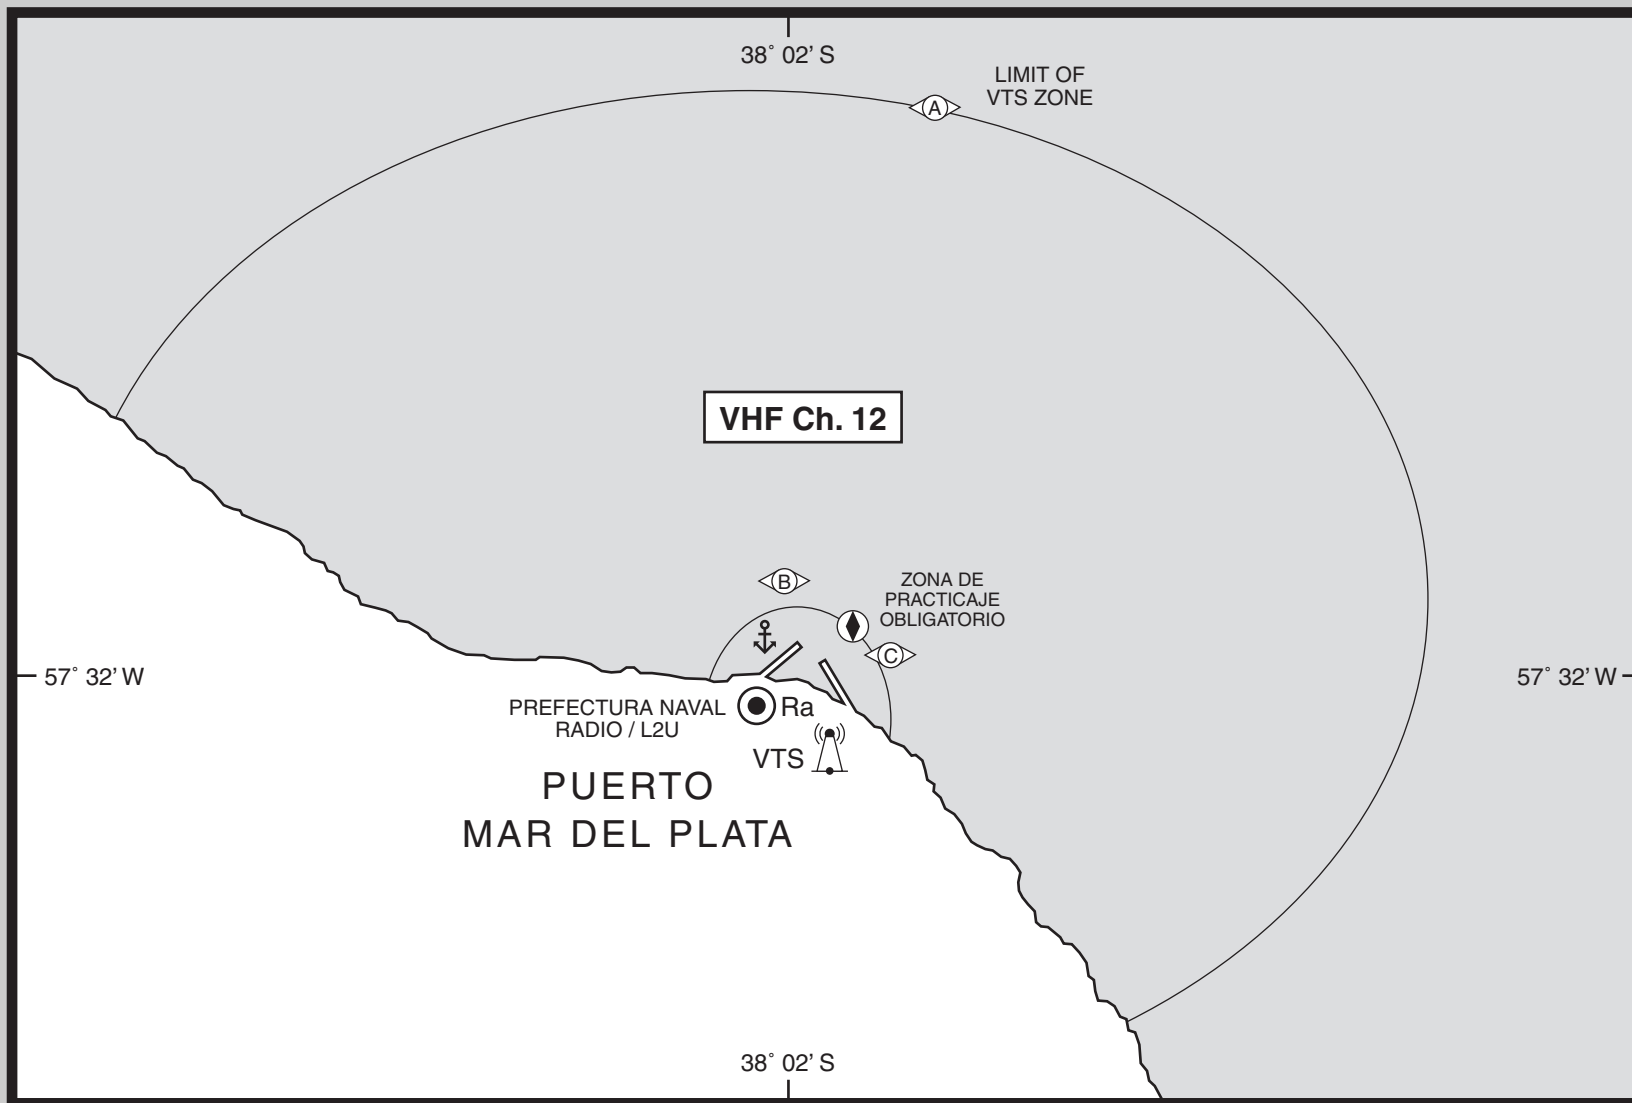 38° 02' S
LIMIT OF
VTS ZONE
A
VHF Ch. 12
B
ZONA DE
PRACTICAJE
OBLIGATORIO
C
57° 32' W
57° 32' W
PREFECTURA NAVAL
RADIO / L2U
Ra
VTS
PUERTO
MAR DEL PLATA
38° 02' S